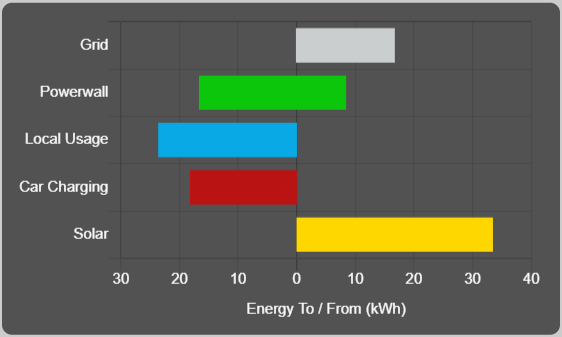 Grid
Powerwall
Local Usage
Car Charging
Solar
30 20 10 0 10 20 30 40
Energy To / From (kWh)